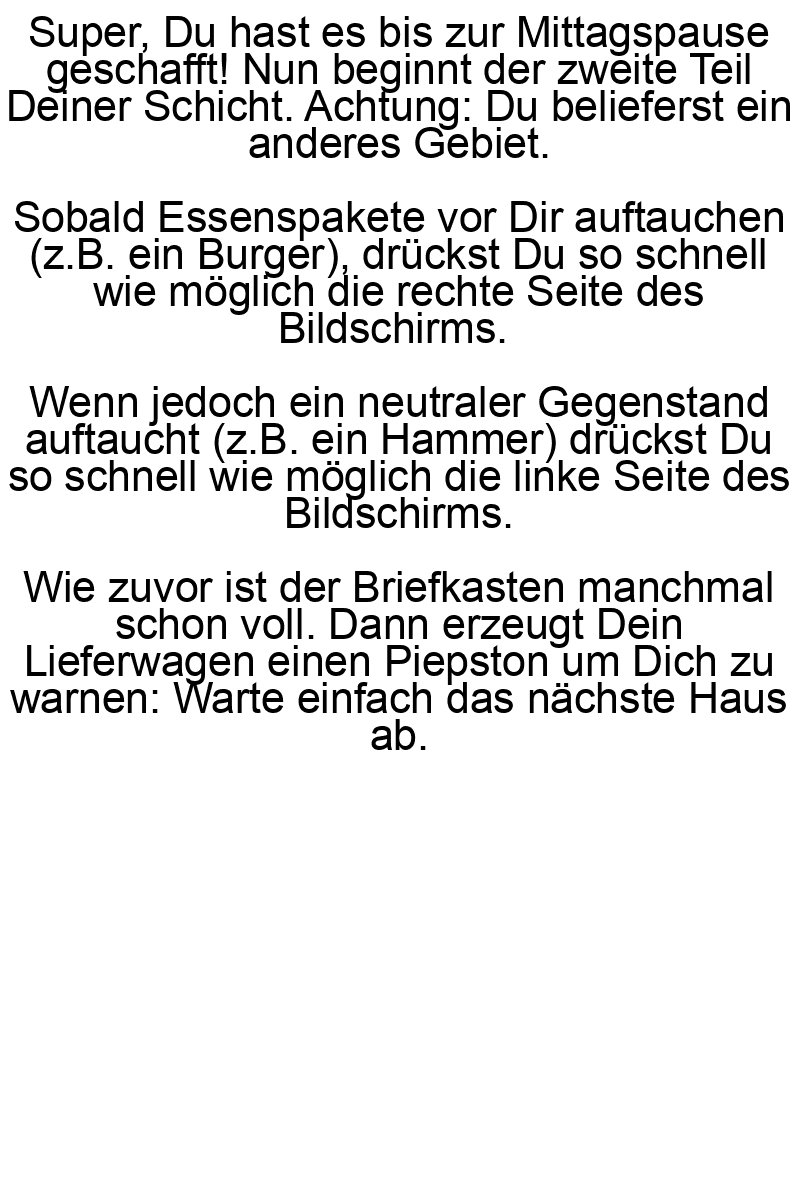 Super, Du hast es bis zur Mittagspause
geschafft! Nun beginnt der zweite Teil
Deiner Schicht. Achtung: Du belieferst ein
anderes Gebiet.
Sobald Essenspakete vor Dir auftauchen
(z.B. ein Burger), drückst Du so schnell
wie möglich die rechte Seite des
Bildschirms.
Wenn jedoch ein neutraler Gegenstand
auftaucht (z.B. ein Hammer) drückst Du
so schnell wie möglich die linke Seite des
Bildschirms.
Wie zuvor ist der Briefkasten manchmal
schon voll. Dann erzeugt Dein
Lieferwagen einen Piepston um Dich zu
warnen: Warte einfach das nächste Haus
ab.